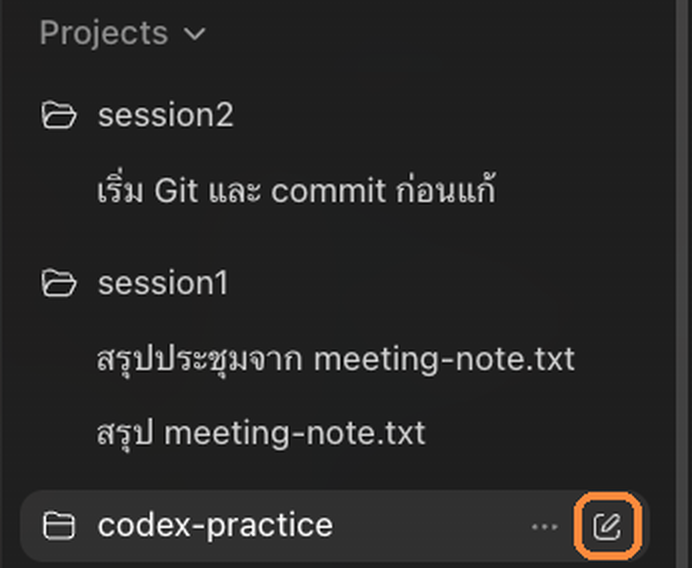 Projects
session2
เริ่ม Git และ commit ก่อนแก้
session1
สรุปประชุมจาก meeting-note.txt
สรุป meeting-note.txt
codex-practice